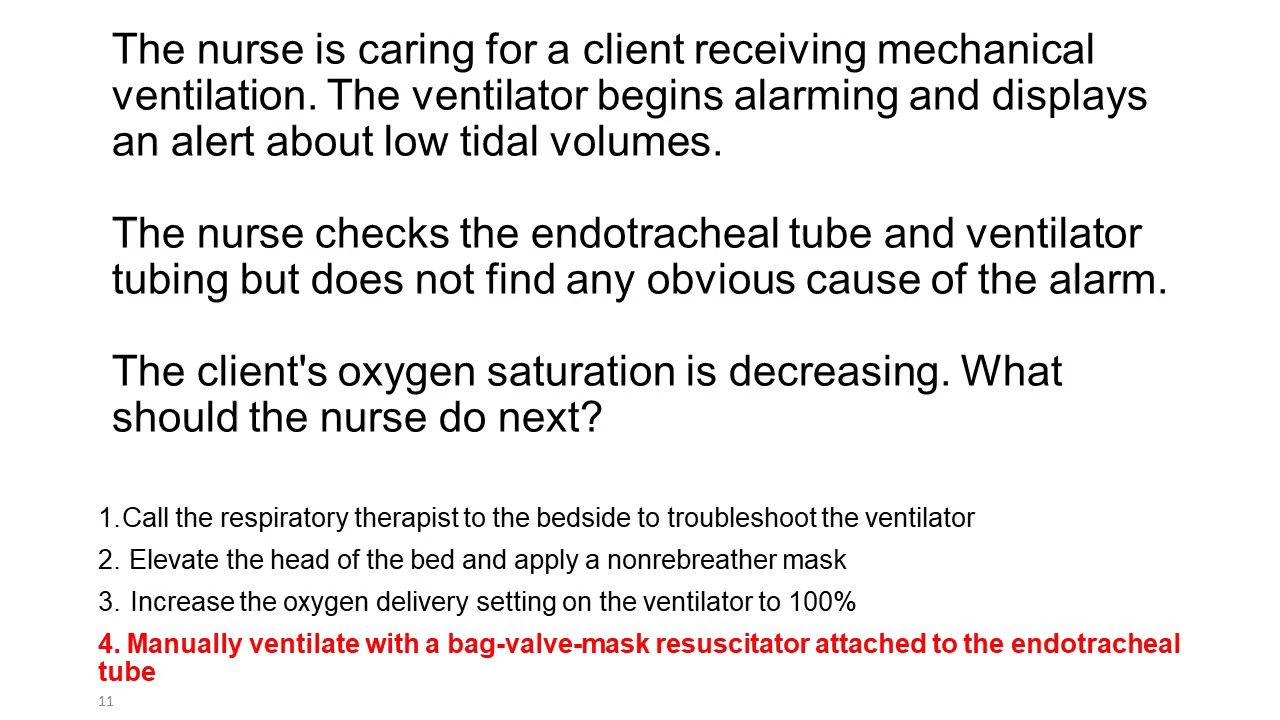 The nurse is caring for a client receiving mechanical
ventilation. The ventilator begins alarming and displays
an alert about low tidal volumes.
The nurse checks the endotracheal tube and ventilator
tubing but does not find any obvious cause of the alarm.
The client's oxygen saturation is decreasing. What
should the nurse do next?
1.Call the respiratory therapist to the bedside to troubleshoot the ventilator
2. Elevate the head of the bed and apply a nonrebreather mask
3. Increase the oxygen delivery setting on the ventilator to 100%
4. Manually ventilate with a bag-valve-mask resuscitator attached to the endotracheal
tube
11